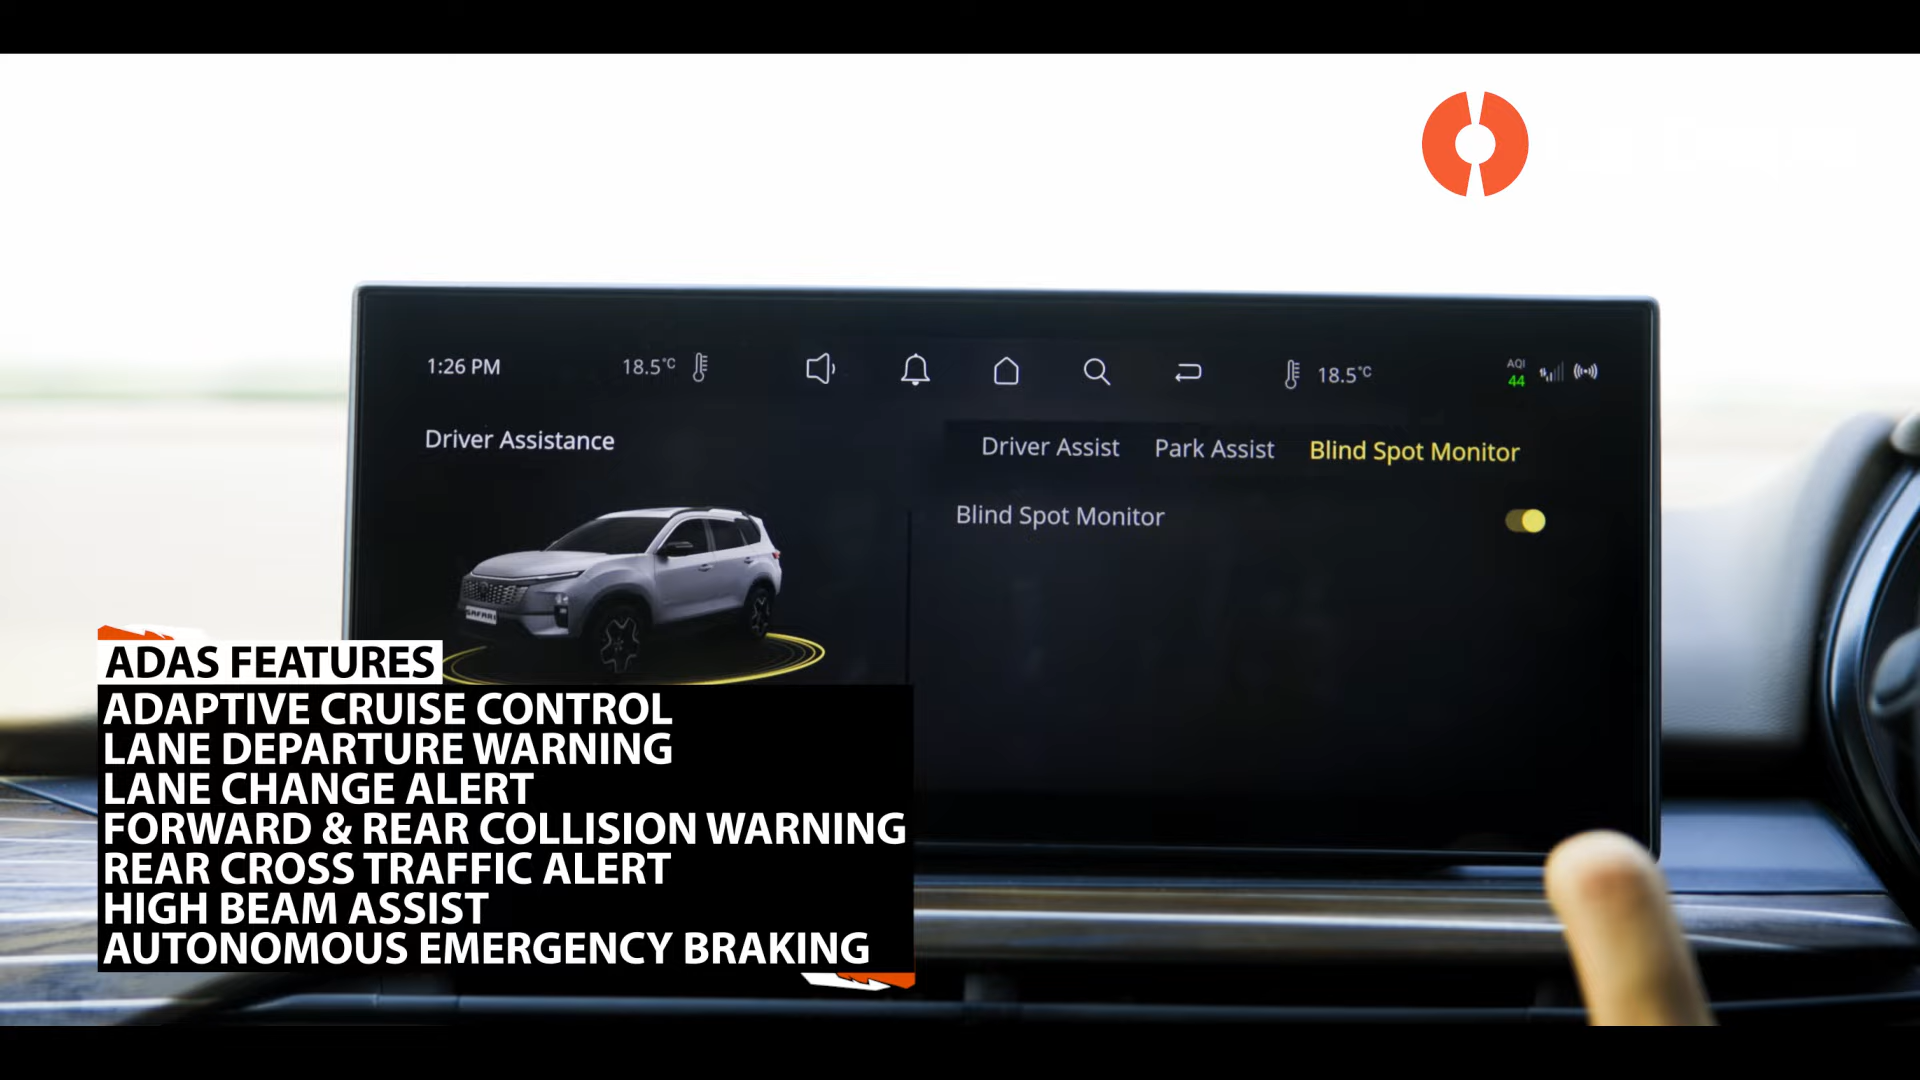 1:26 PM
18.5°C
18.5°C
AQI
44
Driver Assistance
Driver Assist
Park Assist
Blind Spot Monitor
Blind Spot Monitor
SAFARI
ADAS FEATURES
ADAPTIVE CRUISE CONTROL
LANE DEPARTURE WARNING
LANE CHANGE ALERT
FORWARD & REAR COLLISION WARNING
REAR CROSS TRAFFIC ALERT
HIGH BEAM ASSIST
AUTONOMOUS EMERGENCY BRAKING